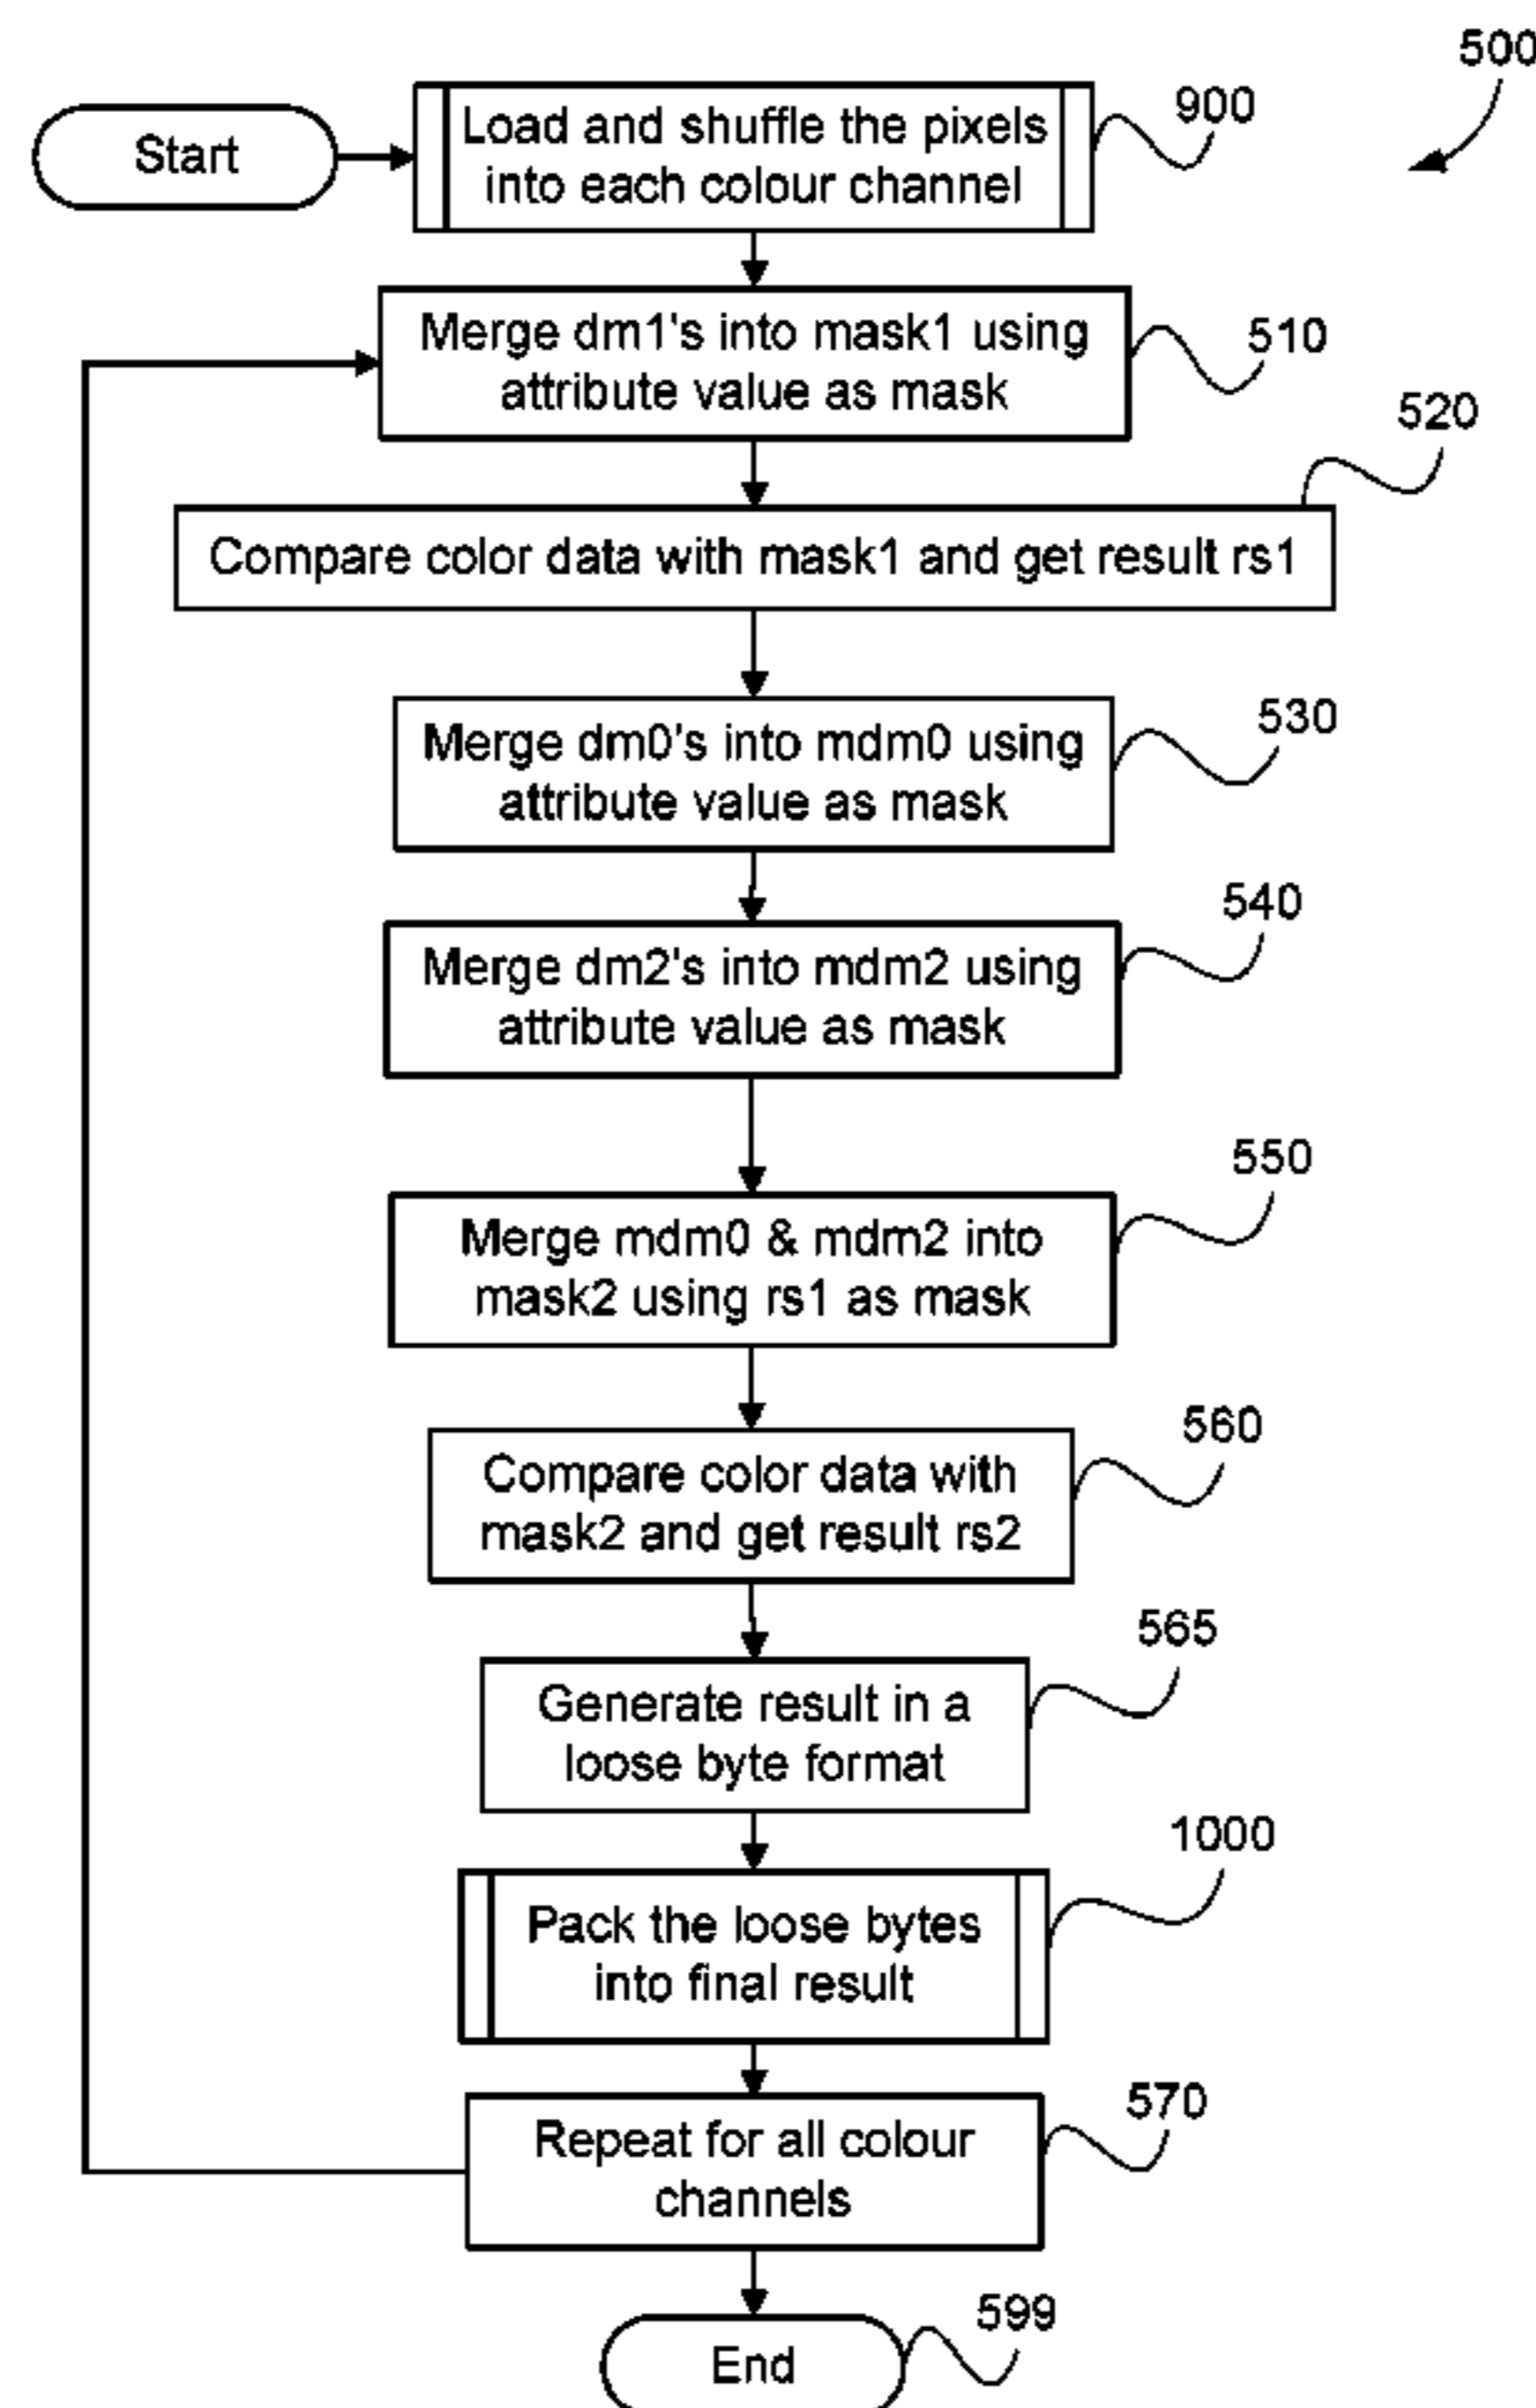 500
Start
Load and shuffle the pixels
into each colour channel
900
Merge dm1's into mask1 using
attribute value as mask
510
520
Compare color data with mask1 and get result rs1
Merge dm0's into mdm0 using
attribute value as mask
530
540
Merge dm2's into mdm2 using
attribute value as mask
550
Merge mdm0 & mdm2 into
mask2 using rs1 as mask
560
Compare color data with
mask2 and get result rs2
565
Generate result in a
loose byte format
1000
Pack the loose bytes
into final result
570
Repeat for all colour
channels
599
End